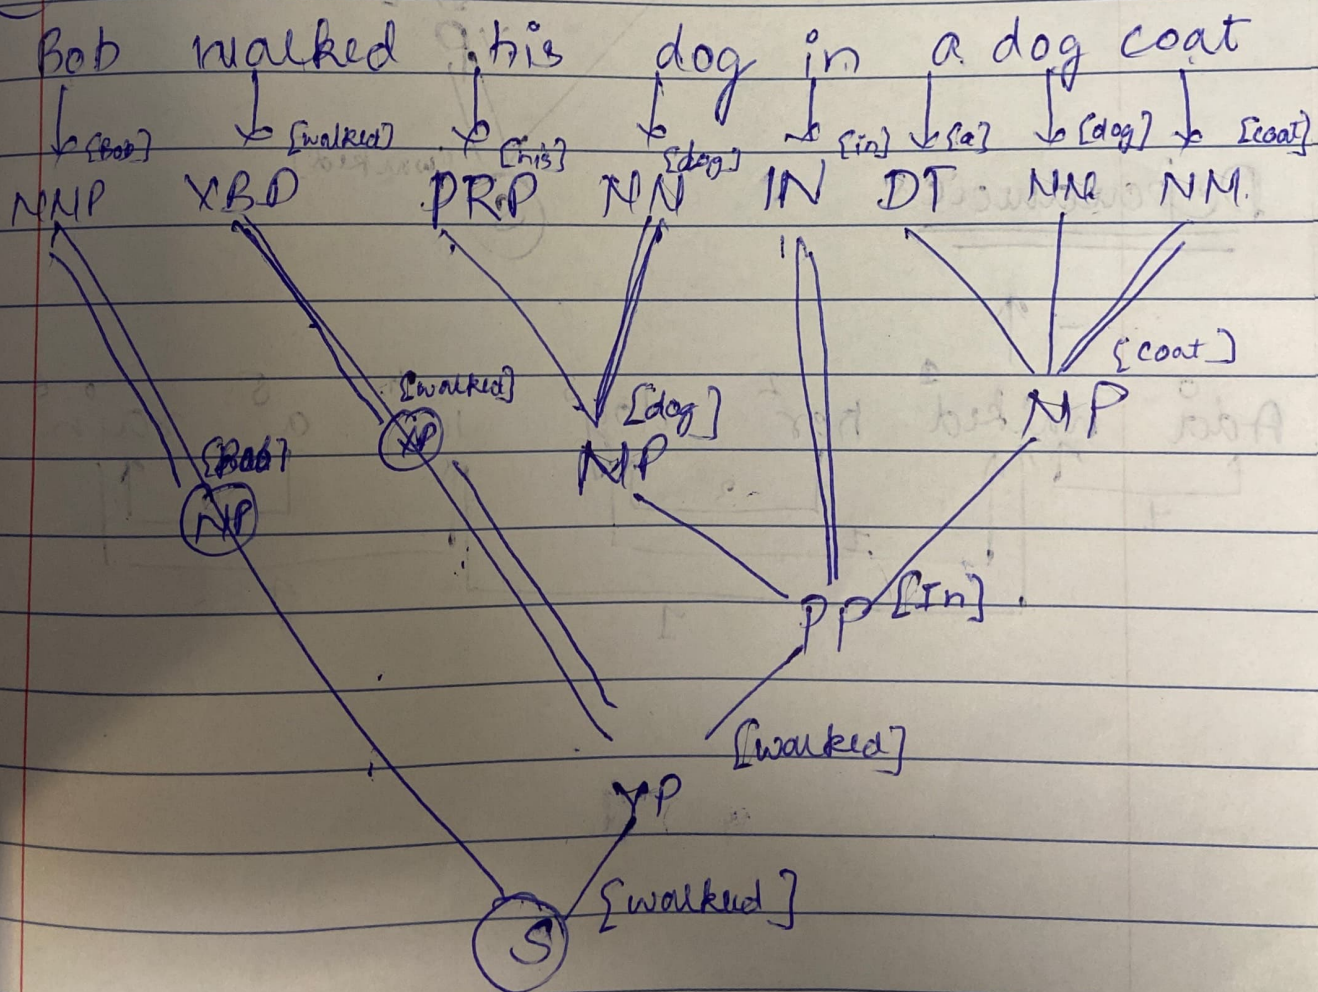 Bob walked his dog in a dog coat
[Bob] [walked] [his] [dog] [in] [a] [dog] [coat]
NNP VBD PRP NN IN DT NN NN
[coat]
[walked] [dog] NP
[Bob] VP NP
NP
PP [In]
[walked]
VP
[walked]
S